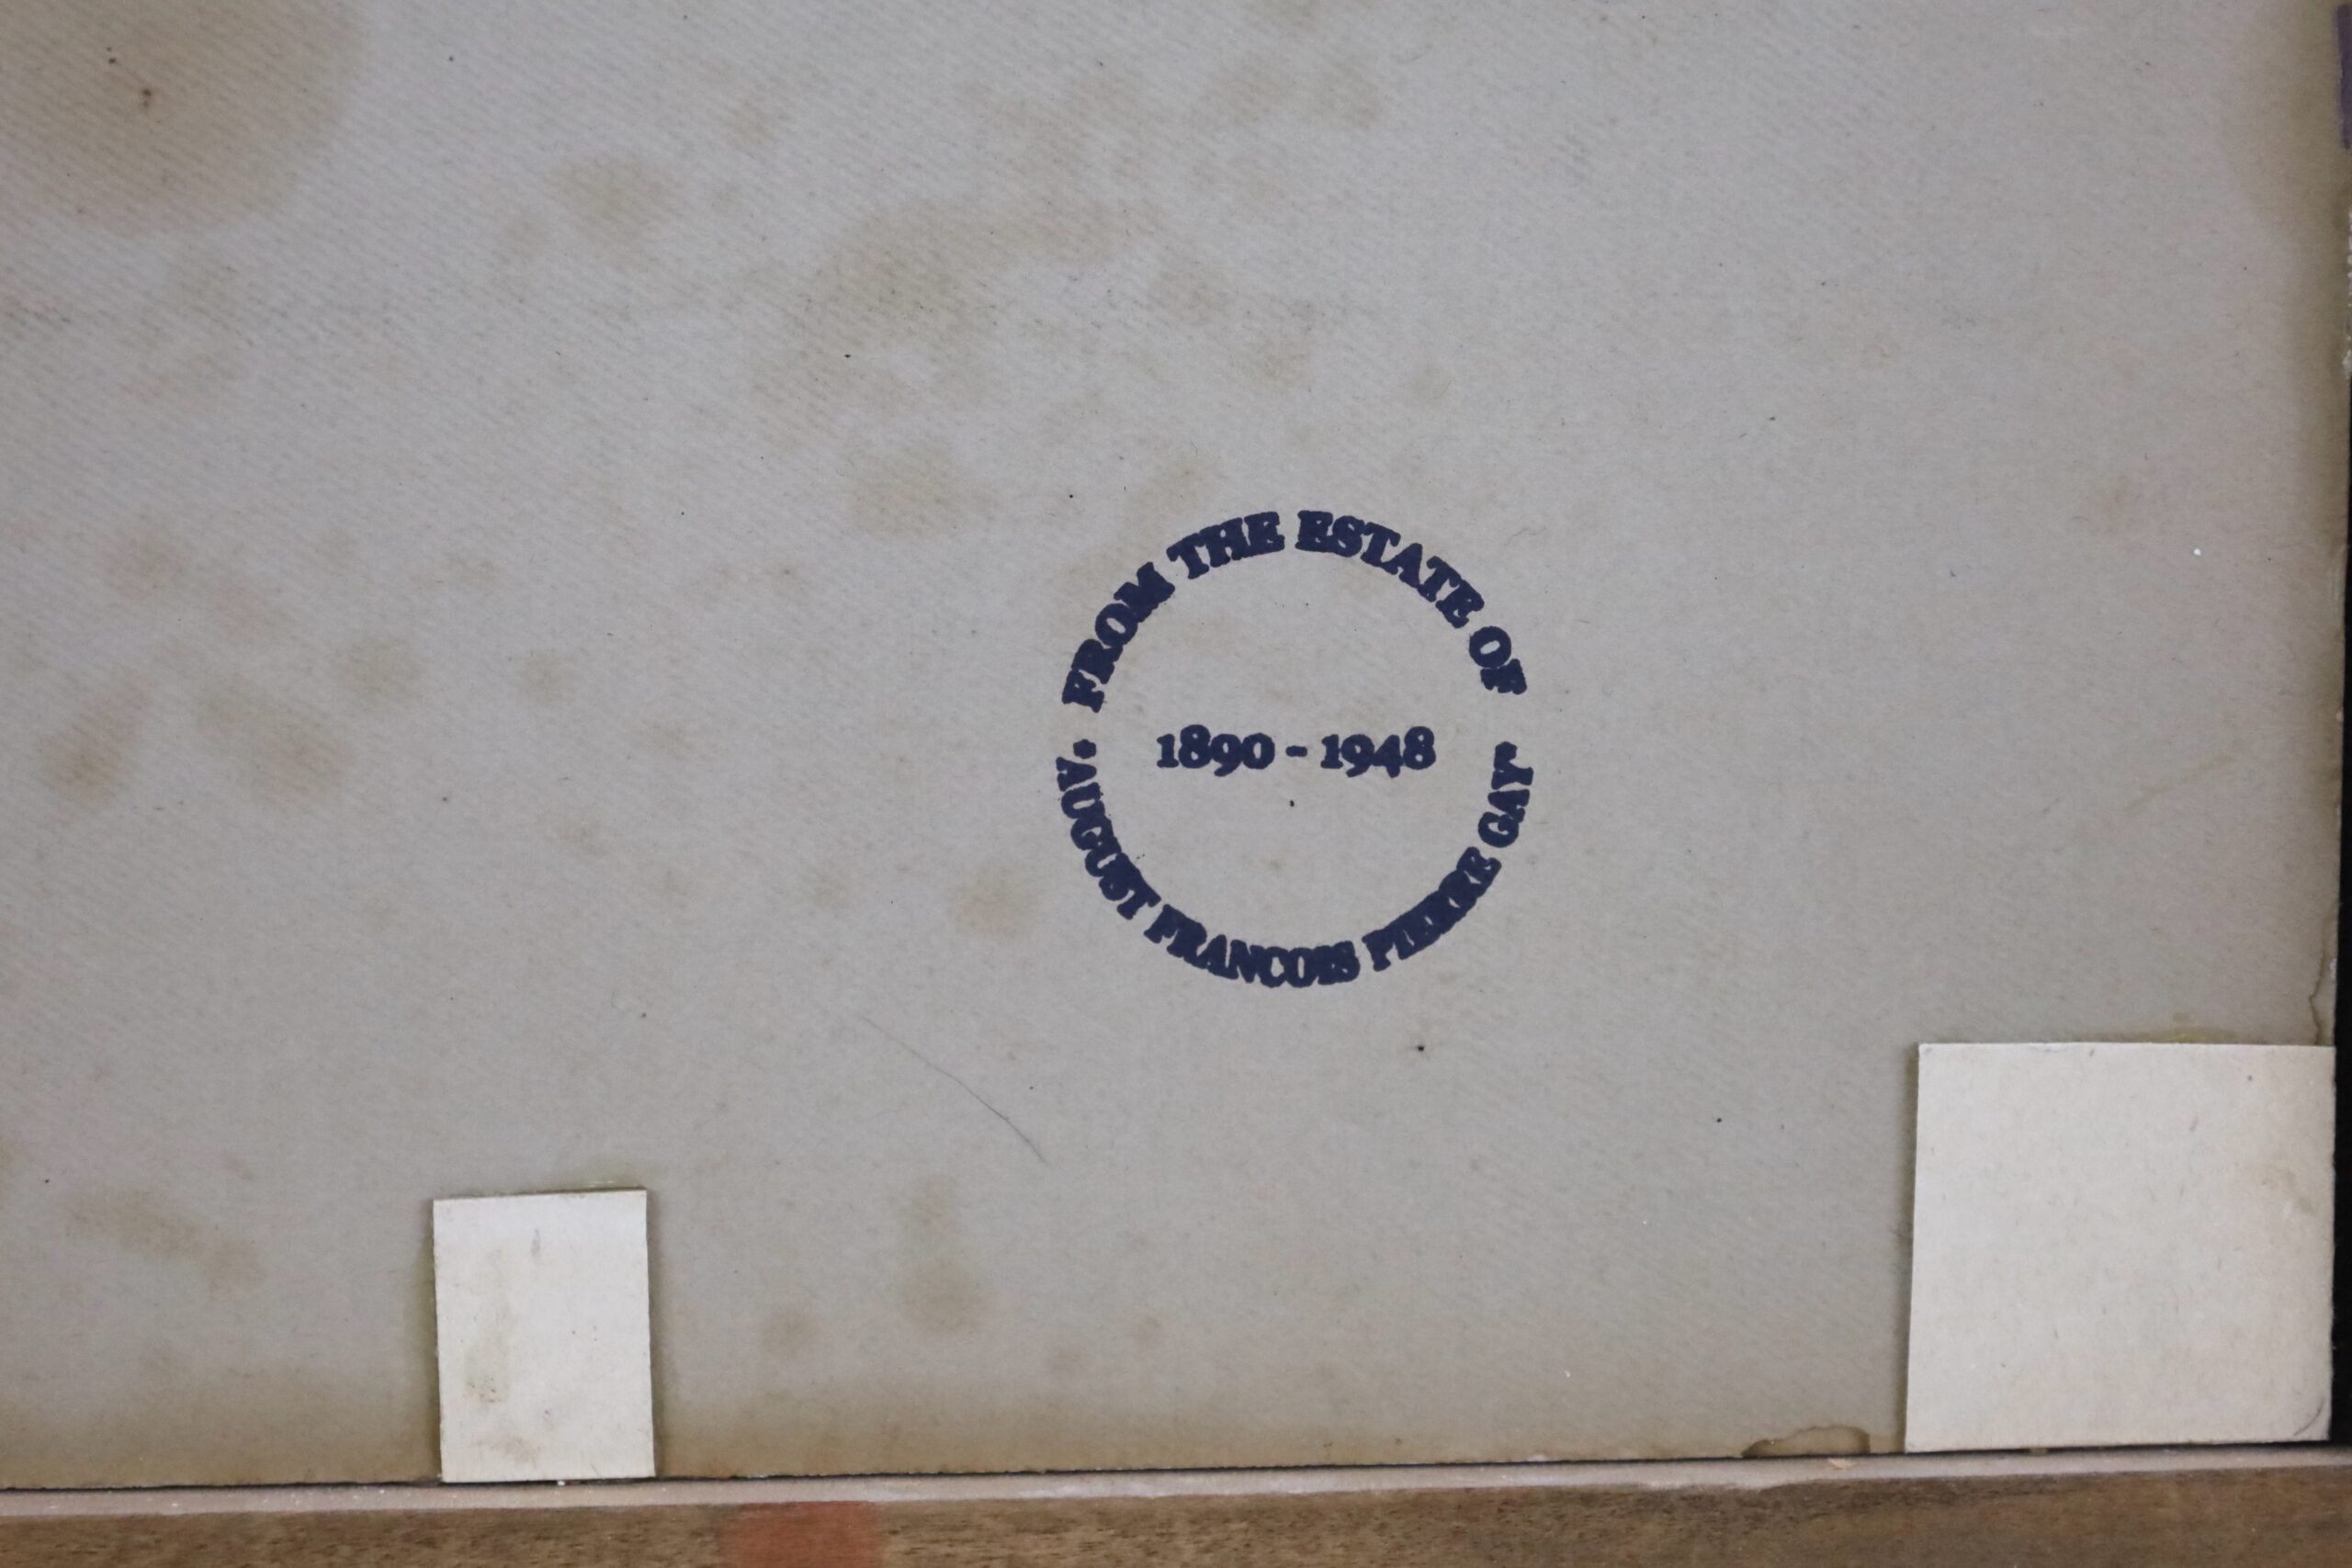 FROM THE ESTATE OF
1890 - 1948
• AUGUST FRANCOIS PIERRE GAY •